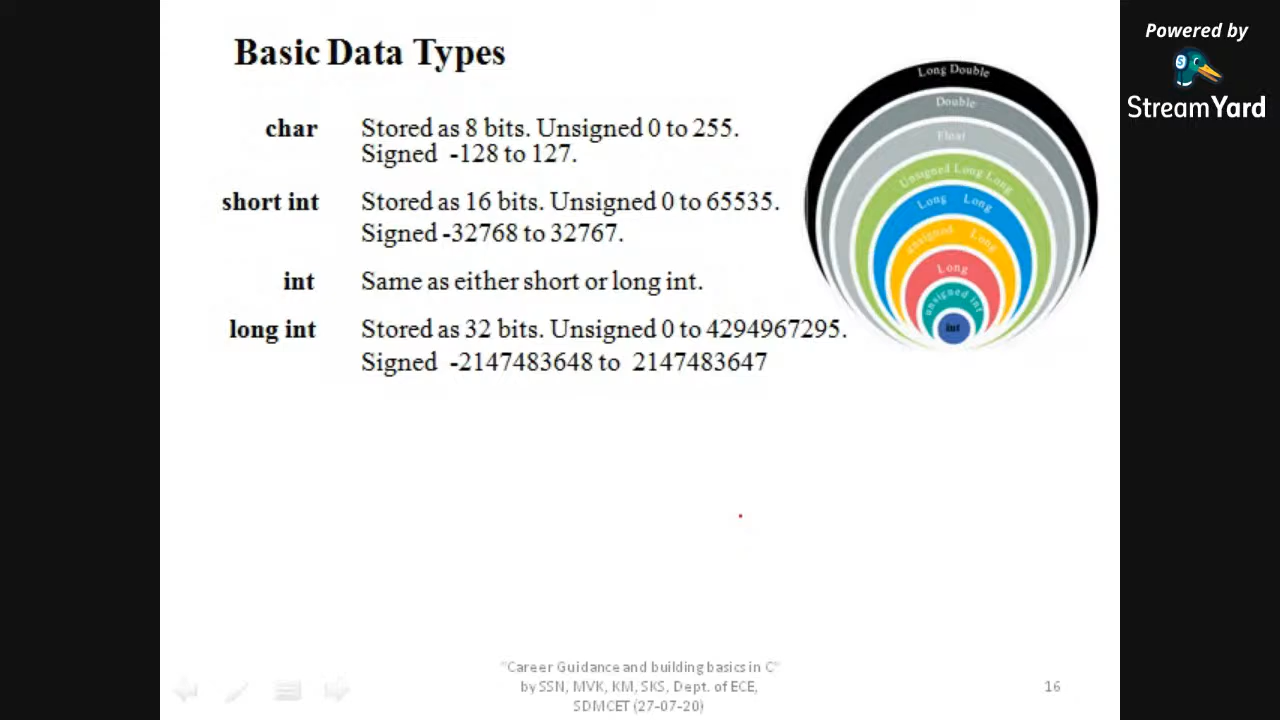 Basic Data Types
char Stored as 8 bits. Unsigned 0 to 255.
Signed -128 to 127.
short int Stored as 16 bits. Unsigned 0 to 65535.
Signed -32768 to 32767.
int Same as either short or long int.
long int Stored as 32 bits. Unsigned 0 to 4294967295.
Signed -2147483648 to 2147483647
Long Double
Double
Float
Unsigned Long Long
Long Long
unsigned Long
Long
unsigned int
int
Powered by
StreamYard
"Career Guidance and building basics in C"
by SSN, MVK, KM, SKS, Dept. of ECE,
SDMCET (27-07-20)
16